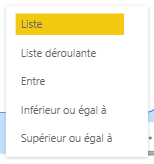 Liste
Liste déroulante
Entre
Inférieur ou égal à
Supérieur ou égal à